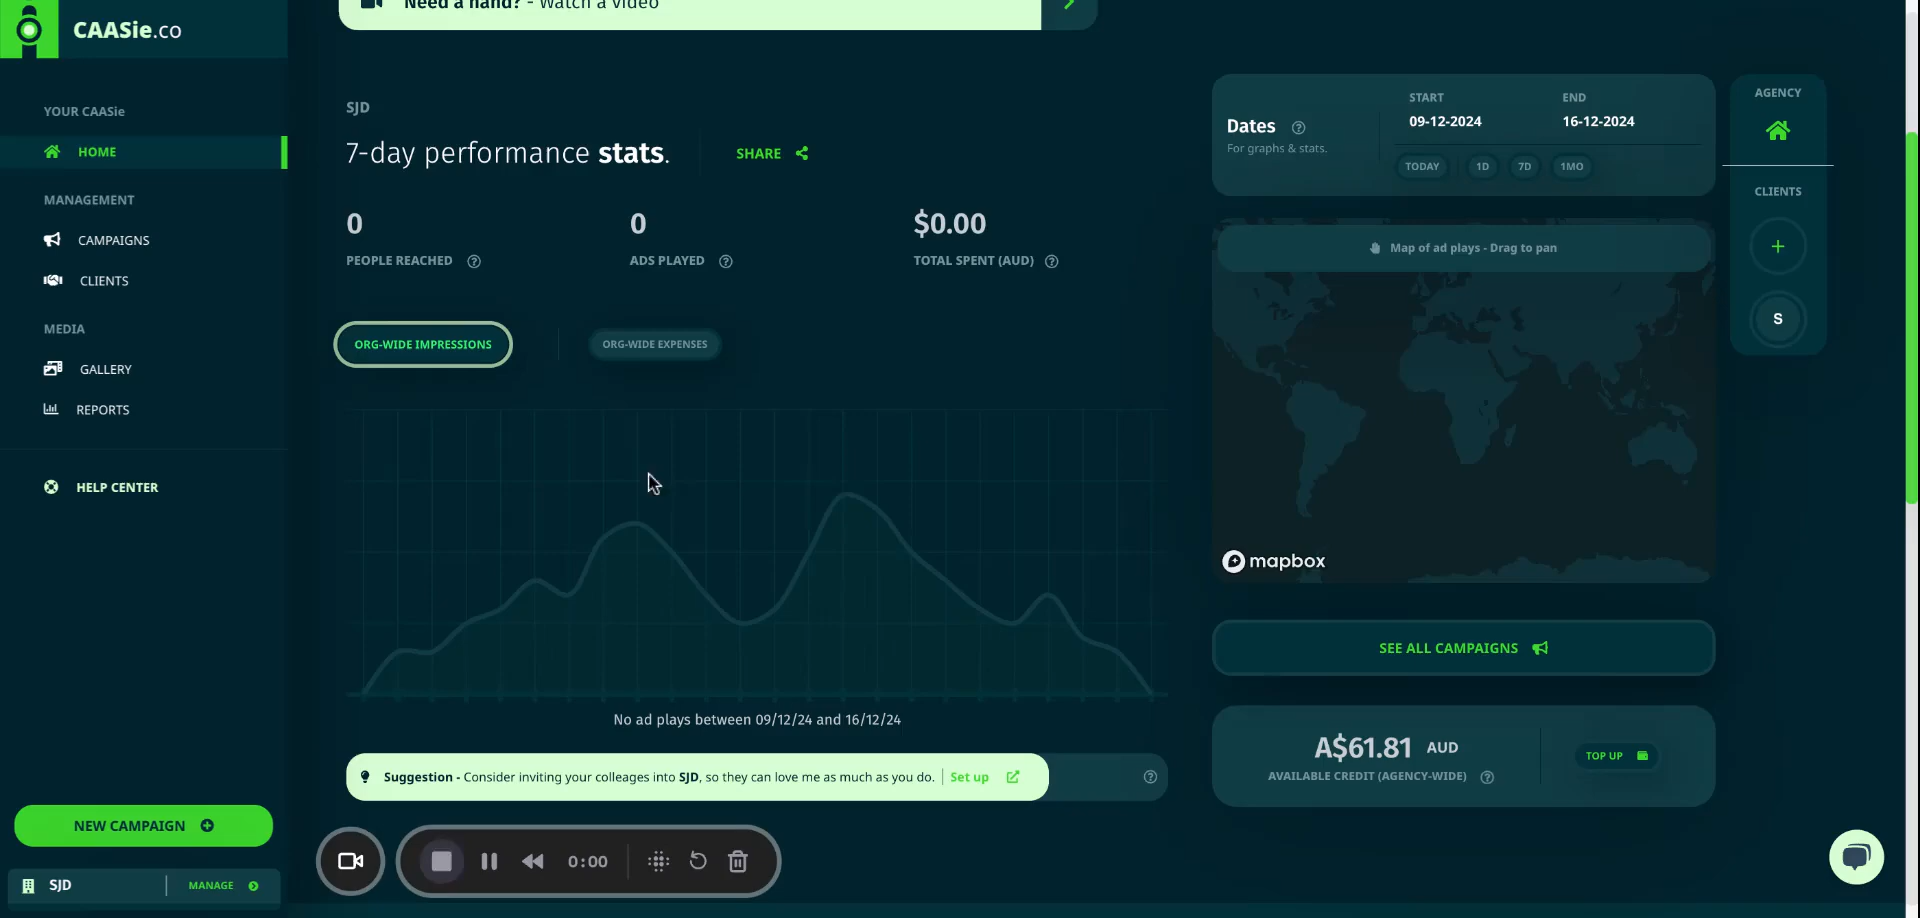 Need a hand? - Watch a video
CAASie.co
YOUR CAASie
HOME
MANAGEMENT
CAMPAIGNS
CLIENTS
MEDIA
GALLERY
REPORTS
HELP CENTER
NEW CAMPAIGN
SJD
MANAGE
SJD
7-day performance stats.
SHARE
0
PEOPLE REACHED
0
ADS PLAYED
$0.00
TOTAL SPENT (AUD)
ORG-WIDE IMPRESSIONS
ORG-WIDE EXPENSES
No ad plays between 09/12/24 and 16/12/24
Suggestion - Consider inviting your colleages into SJD, so they can love me as much as you do. Set up
0:00
Dates
For graphs & stats.
START
09-12-2024
END
16-12-2024
TODAY
1D
7D
1MO
Map of ad plays - Drag to pan
mapbox
SEE ALL CAMPAIGNS
A$61.81 AUD
AVAILABLE CREDIT (AGENCY-WIDE)
TOP UP
AGENCY
CLIENTS
S